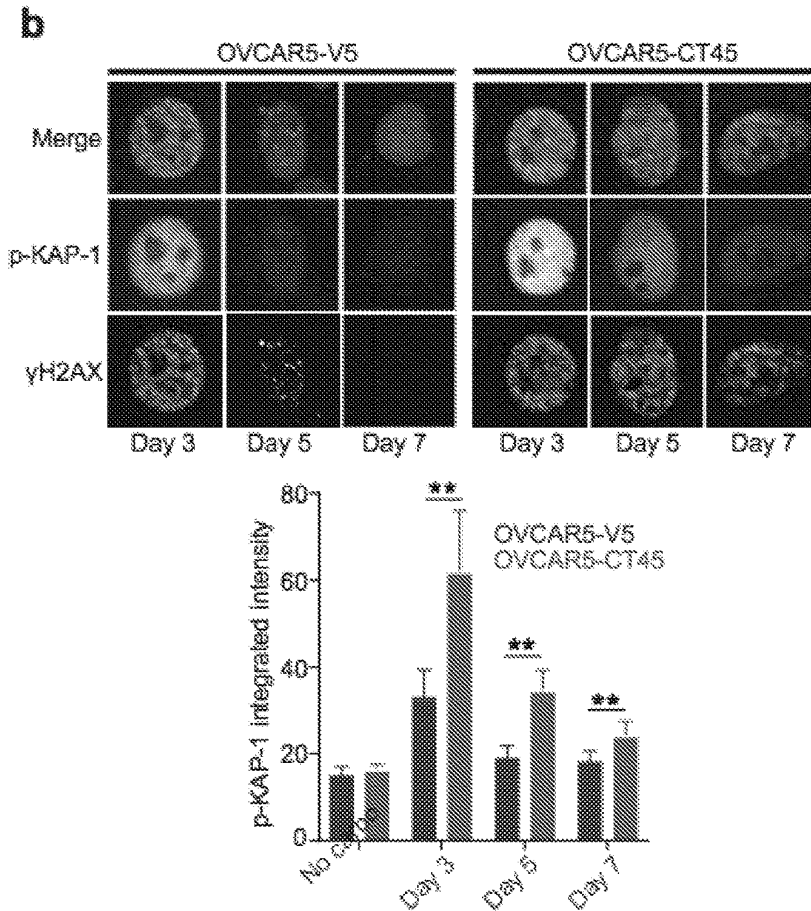 b
OVCAR5-V5 OVCAR5-CT45
Merge
p-KAP-1
γH2AX
Day 3 Day 5 Day 7 Day 3 Day 5 Day 7
p-KAP-1 integrated intensity
80
60
40
20
0
**
**
**
OVCAR5-V5
OVCAR5-CT45
No carbo
Day 3
Day 5
Day 7